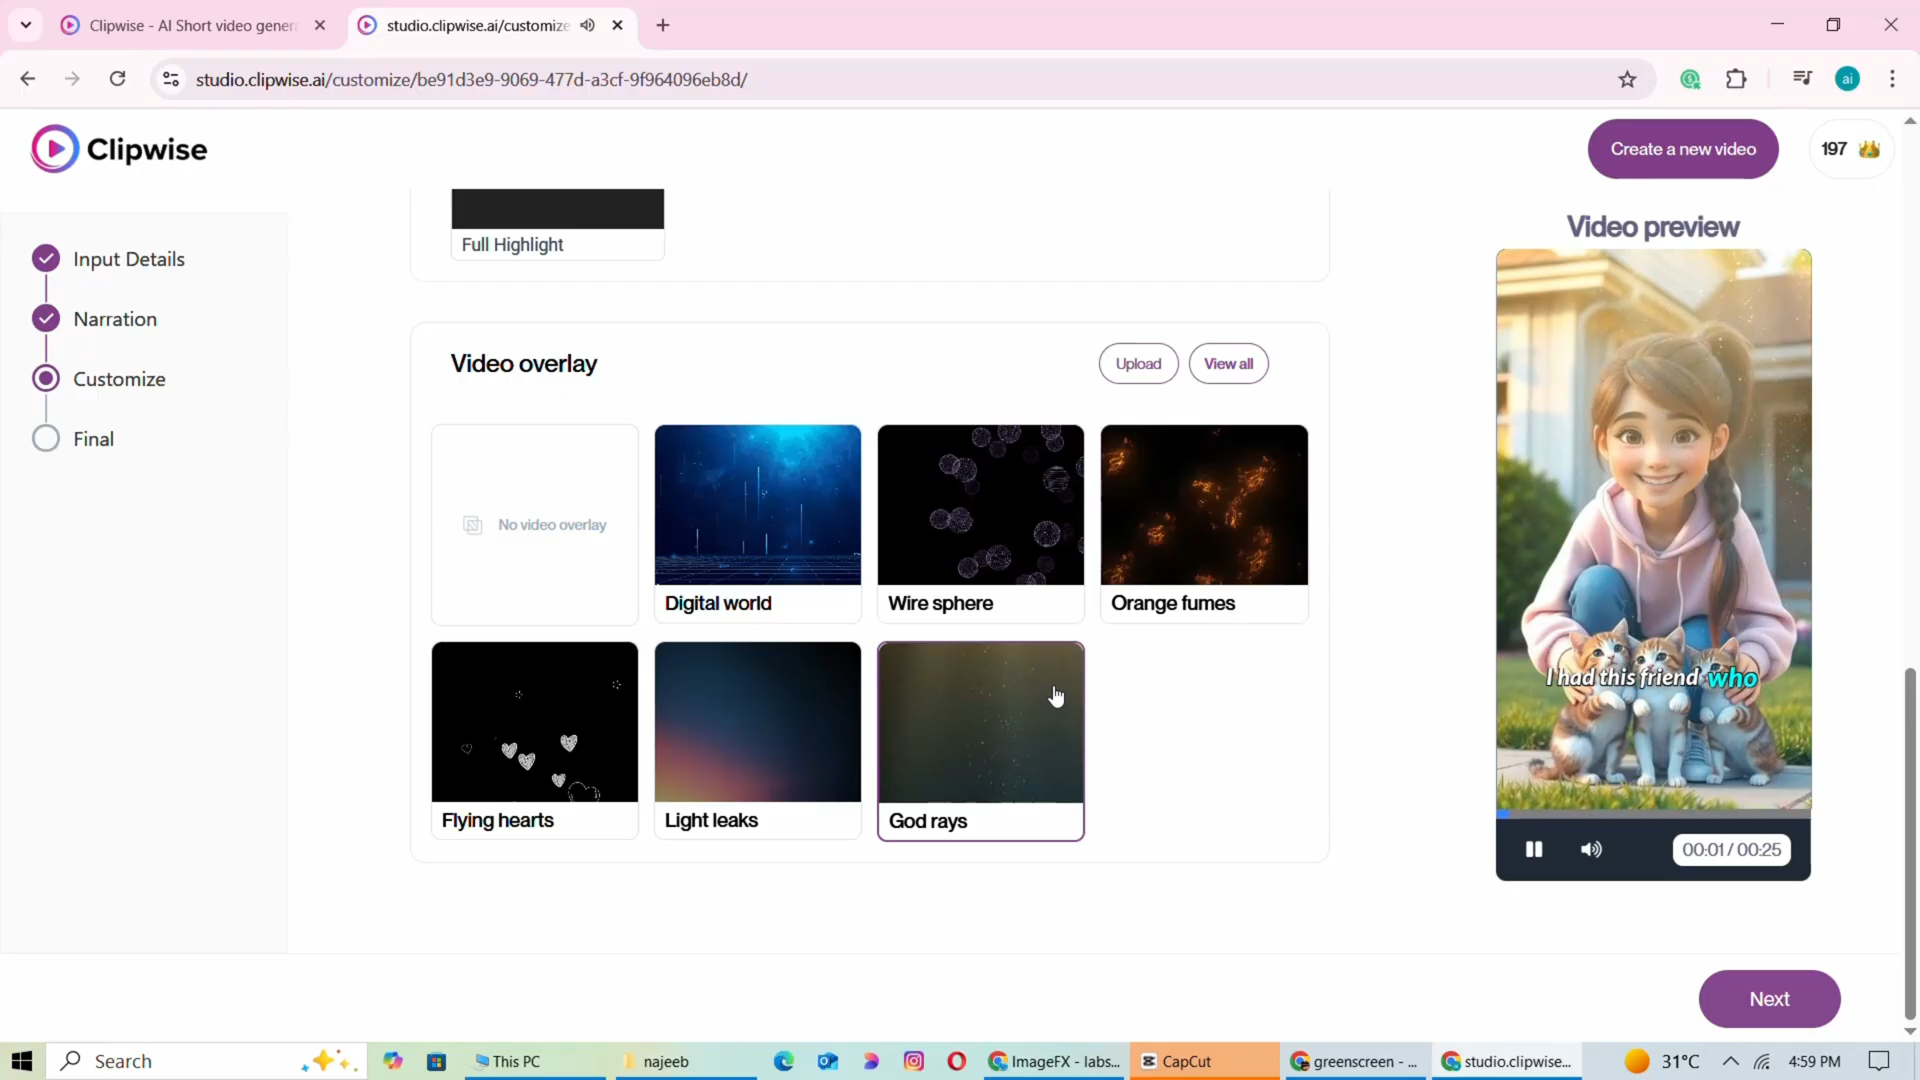 Clipwise - AI Short video gener
studio.clipwise.ai/customize
studio.clipwise.ai/customize/be91d3e9-9069-477d-a3cf-9f964096eb8d/
ai
Clipwise
Create a new video
197
Input Details
Narration
Customize
Final
Full Highlight
Video overlay
Upload
View all
No video overlay
Digital world
Wire sphere
Orange fumes
Flying hearts
Light leaks
God rays
Video preview
I had this friend who
00:01 / 00:25
Next
Search
This PC
najeeb
ImageFX - labs...
CapCut
greenscreen - ...
studio.clipwise...
31°C
4:59 PM